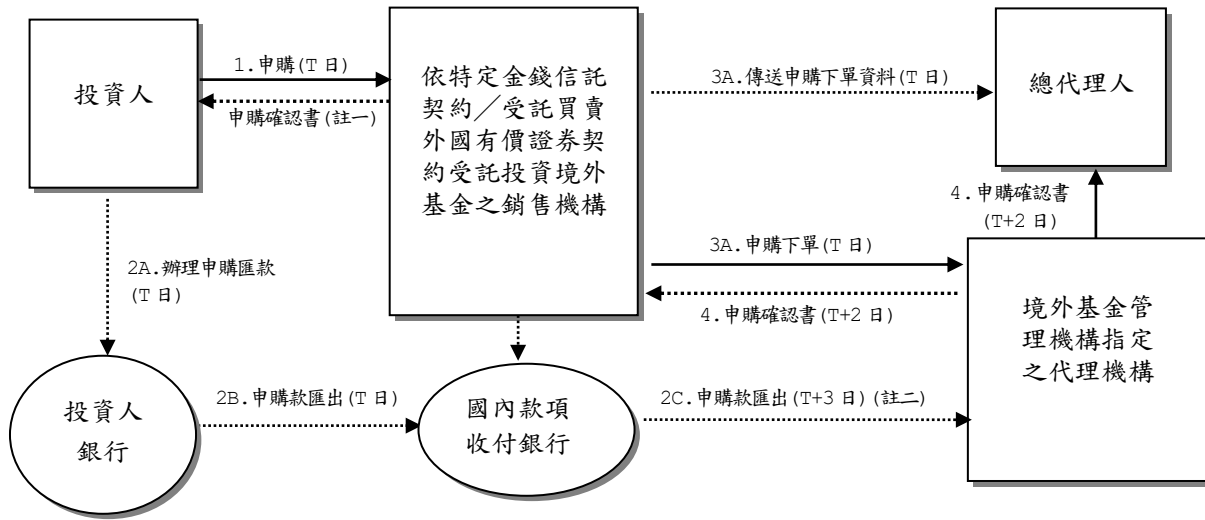 投資人
1.申購(T 日)
申購確認書(註一)
依特定金錢信託
契約／受託買賣
外國有價證券契
約受託投資境外
基金之銷售機構
3A.傳送申購下單資料(T 日)
總代理人
4.申購確認書
(T+2 日)
2A.辦理申購匯款
(T 日)
3A.申購下單(T 日)
4.申購確認書(T+2 日)
境外基金管
理機構指定
之代理機構
投資人
銀行
2B.申購款匯出(T 日)
國內款項
收付銀行
2C.申購款匯出(T+3 日)(註二)